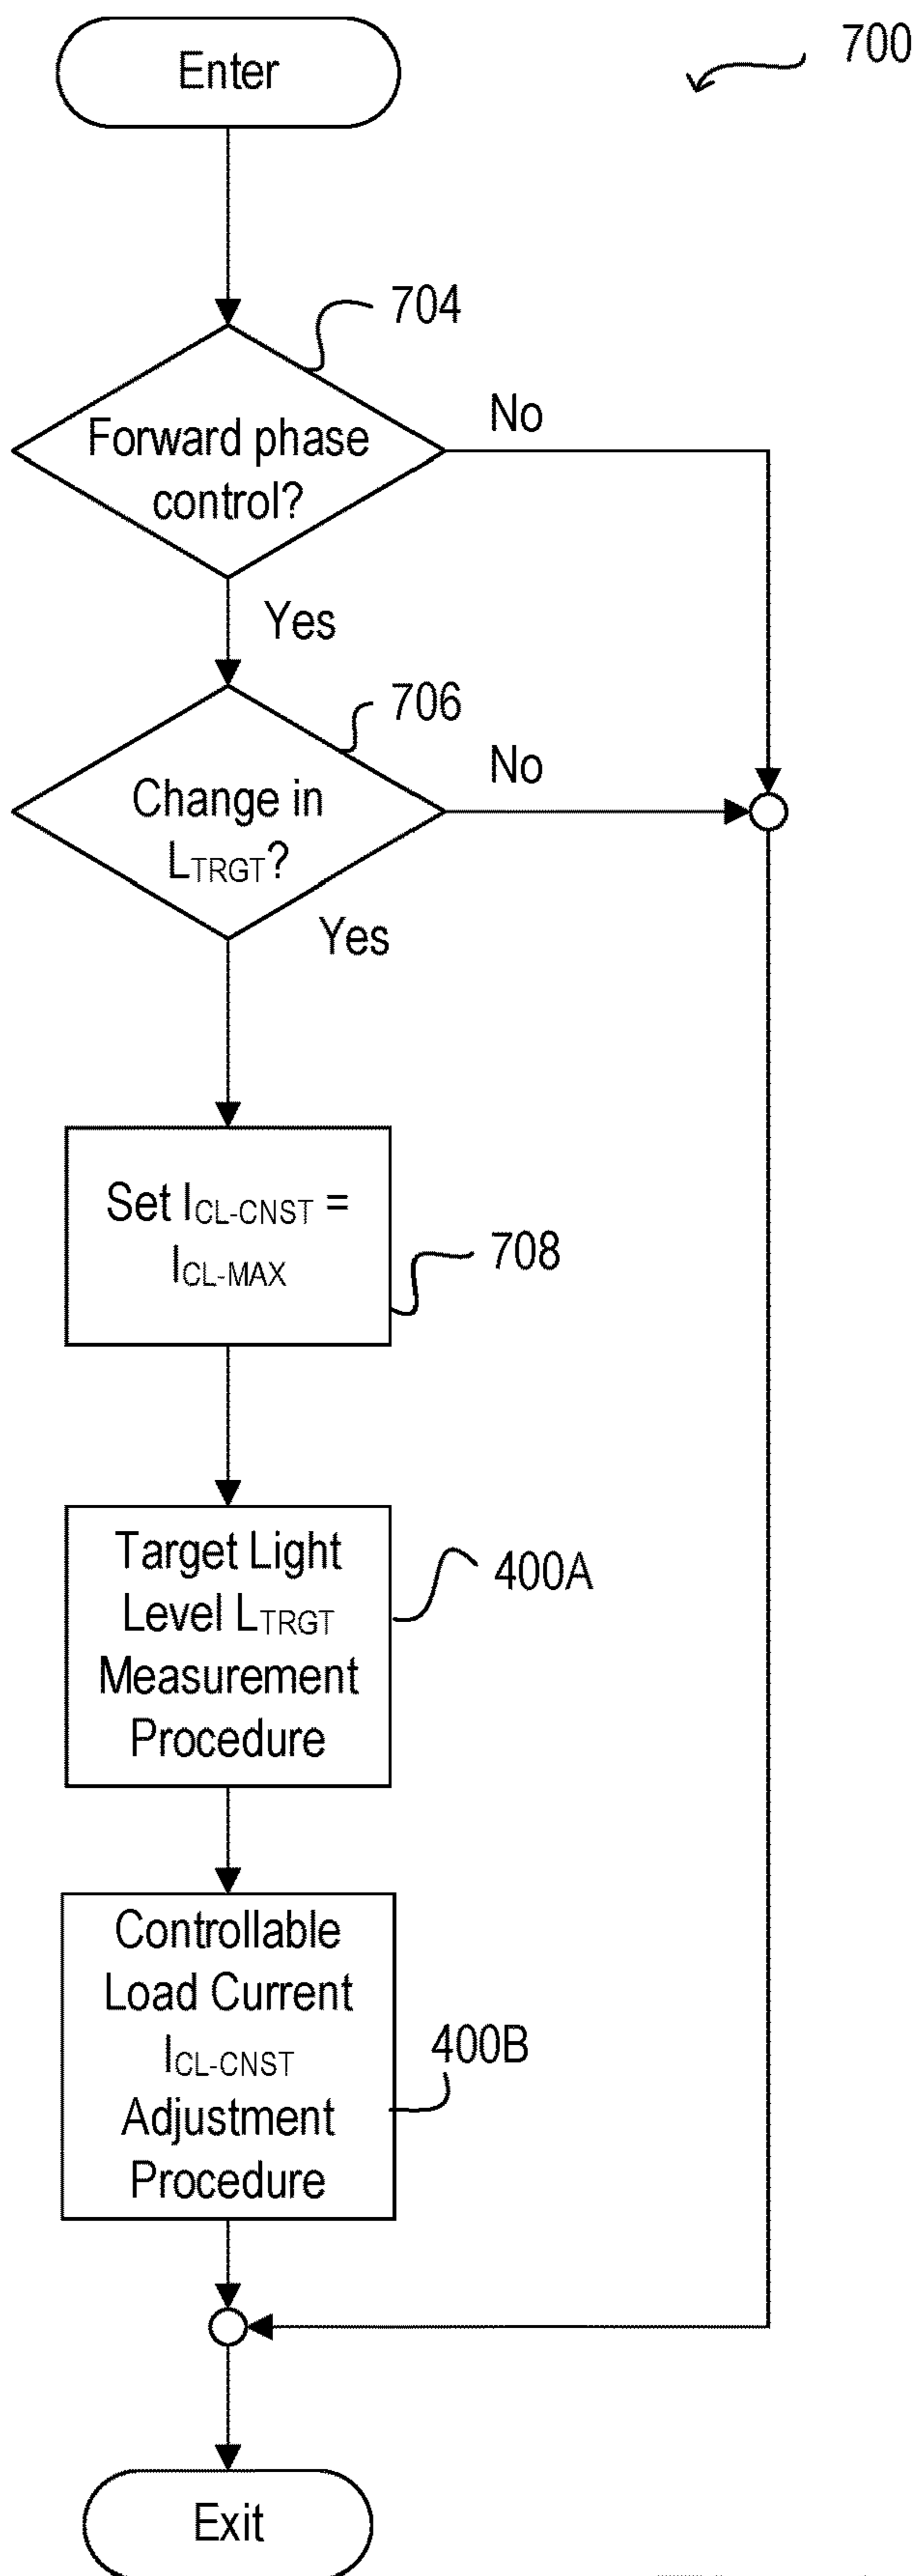 Enter
700
704
Forward phase
control?
No
Yes
706
Change in
LTRGT?
No
Yes
Set ICL-CNST =
ICL-MAX
708
Target Light
Level LTRGT
Measurement
Procedure
400A
Controllable
Load Current
ICL-CNST
Adjustment
Procedure
400B
Exit